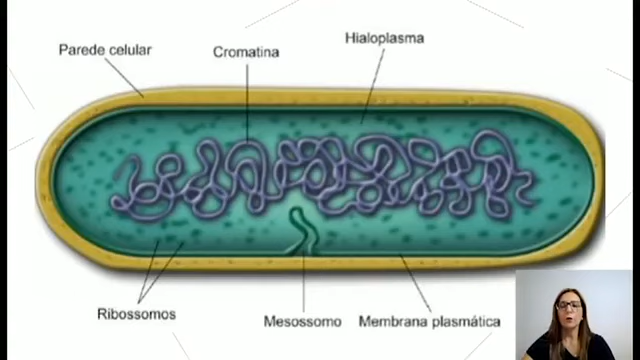 Parede celular
Cromatina
Hialoplasma
Ribossomos
Mesossomo
Membrana plasmática